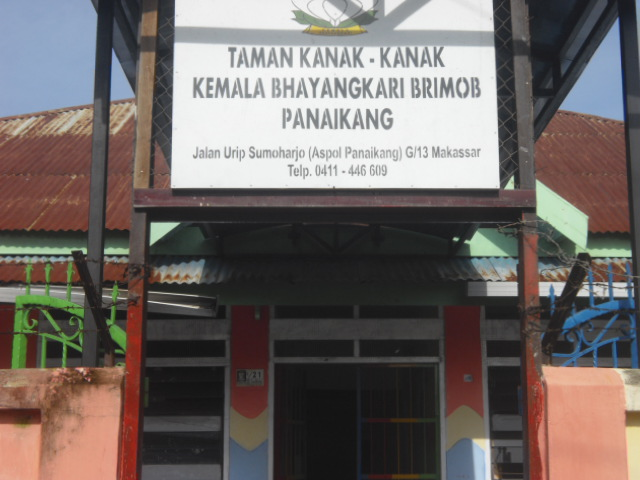 TAMAN KANAK - KANAK
KEMALA BHAYANGKARI BRIMOB
PANAIKANG
Jalan Urip Sumoharjo (Aspol Panaikang) G/13 Makassar
Telp. 0411 - 446 609